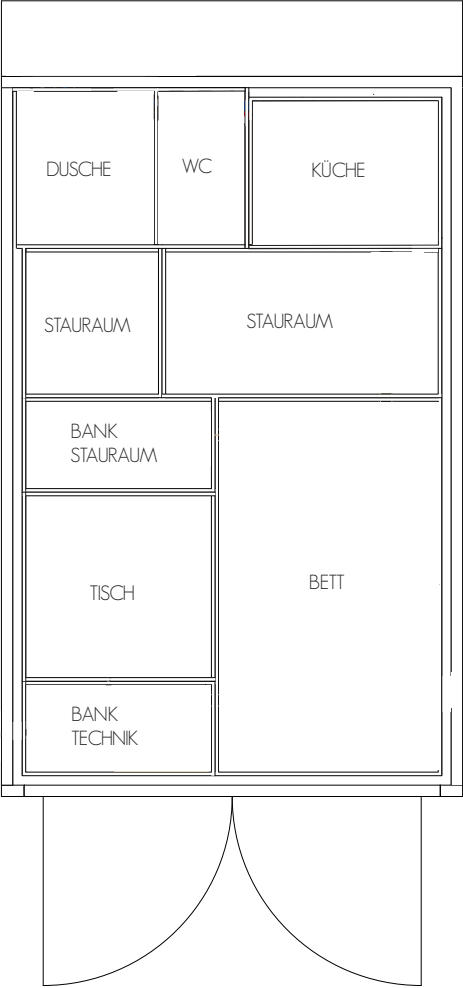 DUSCHE
WC
KÜCHE
STAURAUM
STAURAUM
BANK
STAURAUM
TISCH
BETT
BANK
TECHNIK